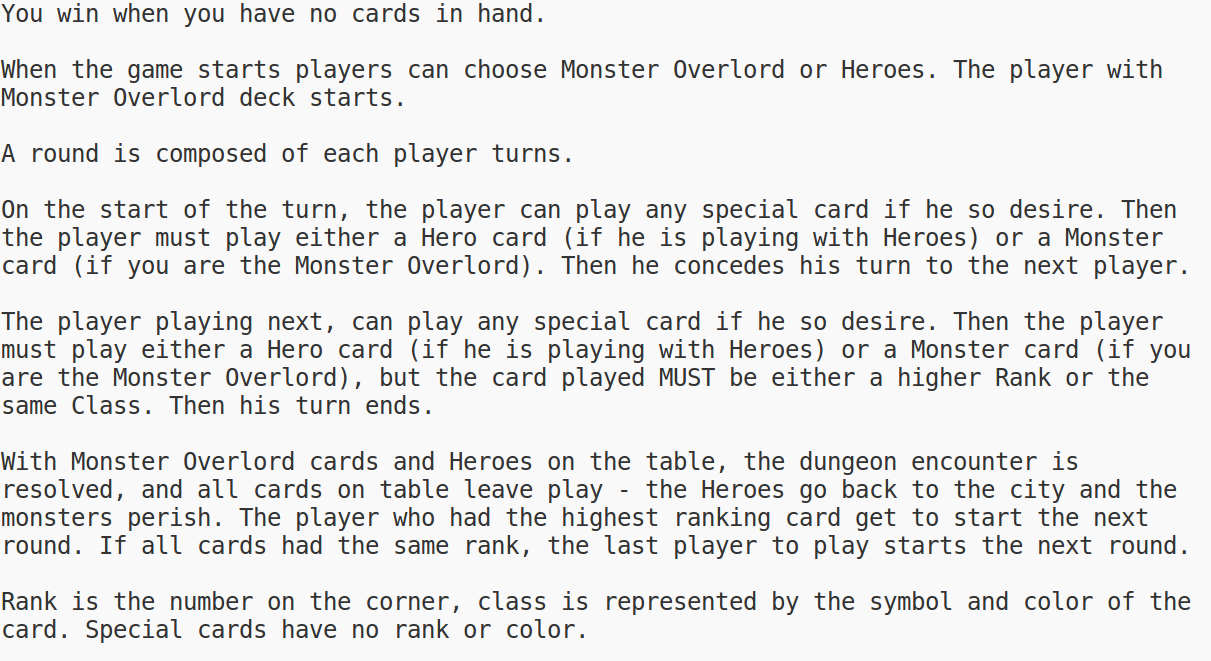 You win when you have no cards in hand.
When the game starts players can choose Monster Overlord or Heroes. The player with
Monster Overlord deck starts.
A round is composed of each player turns.
On the start of the turn, the player can play any special card if he so desire. Then
the player must play either a Hero card (if he is playing with Heroes) or a Monster
card (if you are the Monster Overlord). Then he concedes his turn to the next player.
The player playing next, can play any special card if he so desire. Then the player
must play either a Hero card (if he is playing with Heroes) or a Monster card (if you
are the Monster Overlord), but the card played MUST be either a higher Rank or the
same Class. Then his turn ends.
With Monster Overlord cards and Heroes on the table, the dungeon encounter is
resolved, and all cards on table leave play - the Heroes go back to the city and the
monsters perish. The player who had the highest ranking card get to start the next
round. If all cards had the same rank, the last player to play starts the next round.
Rank is the number on the corner, class is represented by the symbol and color of the
card. Special cards have no rank or color.